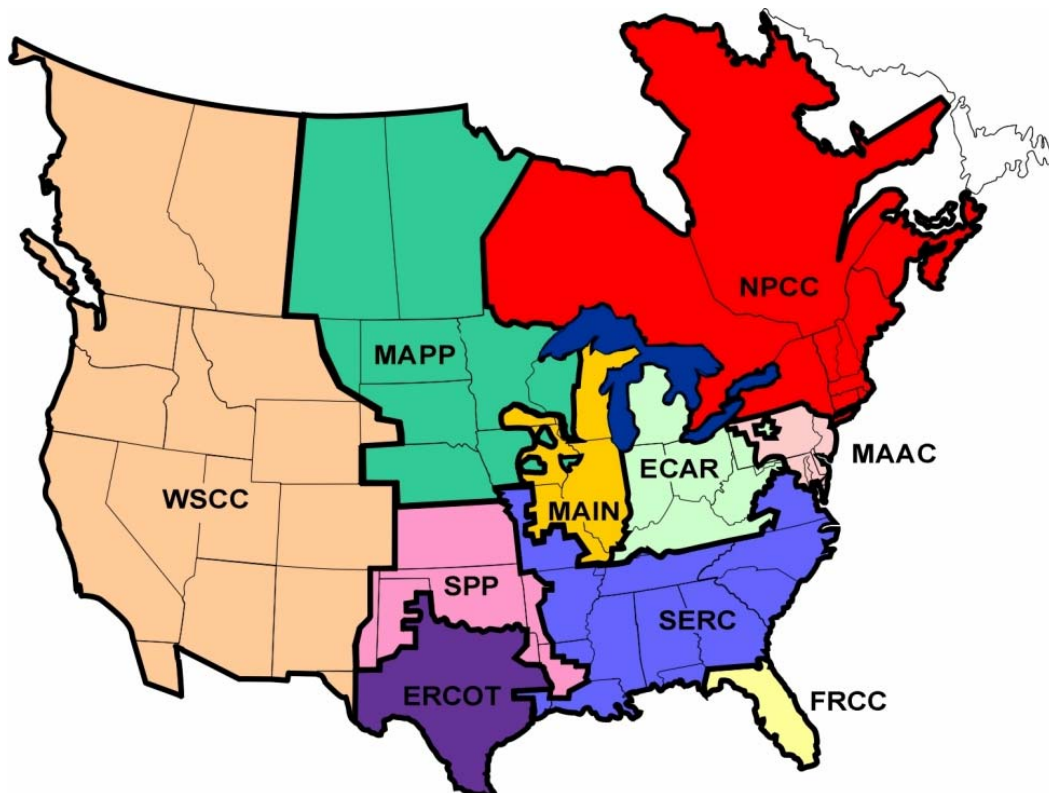 NPCC
MAPP
MAAC
ECAR
WSCC
MAIN
SPP
SERC
ERCOT
FRCC